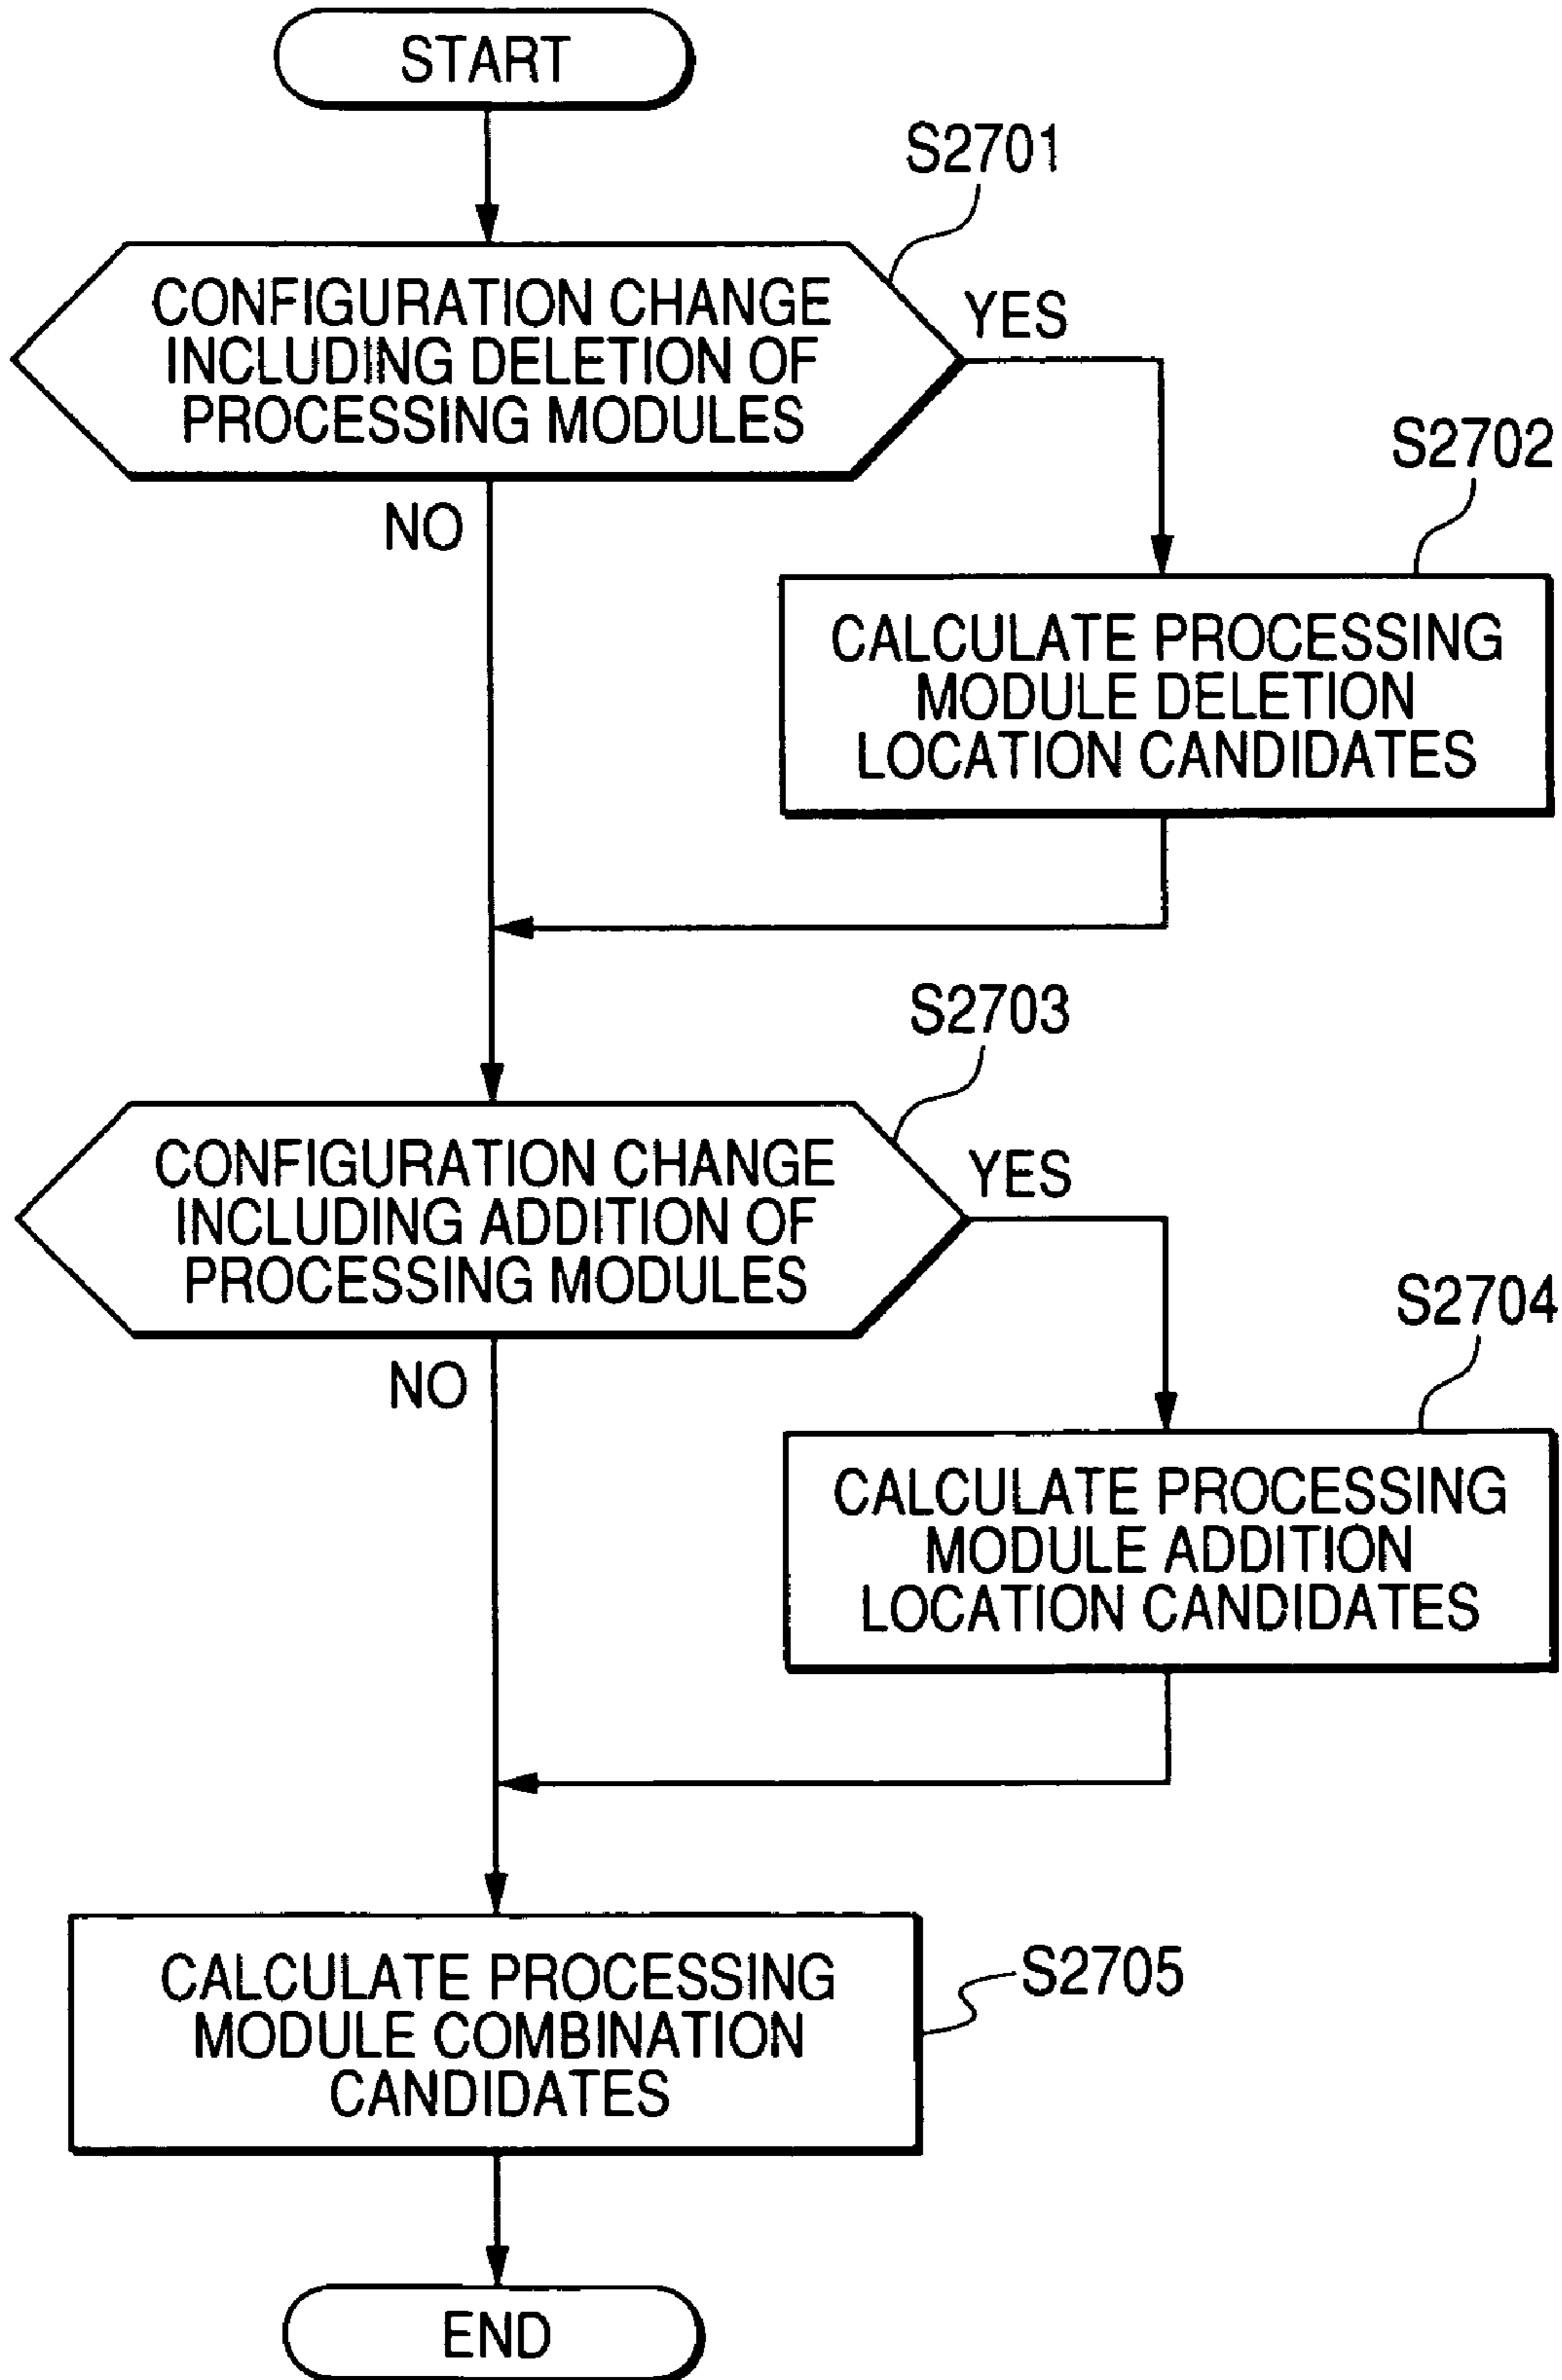 START
S2701
CONFIGURATION CHANGE
INCLUDING DELETION OF
PROCESSING MODULES
YES
NO
S2702
CALCULATE PROCESSING
MODULE DELETION
LOCATION CANDIDATES
S2703
CONFIGURATION CHANGE
INCLUDING ADDITION OF
PROCESSING MODULES
YES
NO
S2704
CALCULATE PROCESSING
MODULE ADDITION
LOCATION CANDIDATES
CALCULATE PROCESSING
MODULE COMBINATION
CANDIDATES
S2705
END